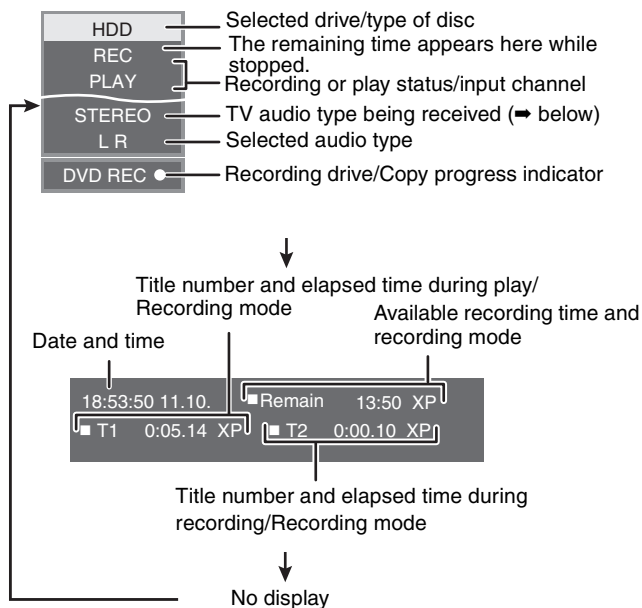 HDD
Selected drive/type of disc
REC
The remaining time appears here while
stopped.
PLAY
Recording or play status/input channel
STEREO
TV audio type being received (➡ below)
L R
Selected audio type
DVD REC ●
Recording drive/Copy progress indicator
Title number and elapsed time during play/
Recording mode
Available recording time and
recording mode
Date and time
18:53:50 11.10.
■Remain 13:50 XP
■ T1 0:05.14 XP
■ T2 0:00.10 XP
Title number and elapsed time during
recording/Recording mode
No display